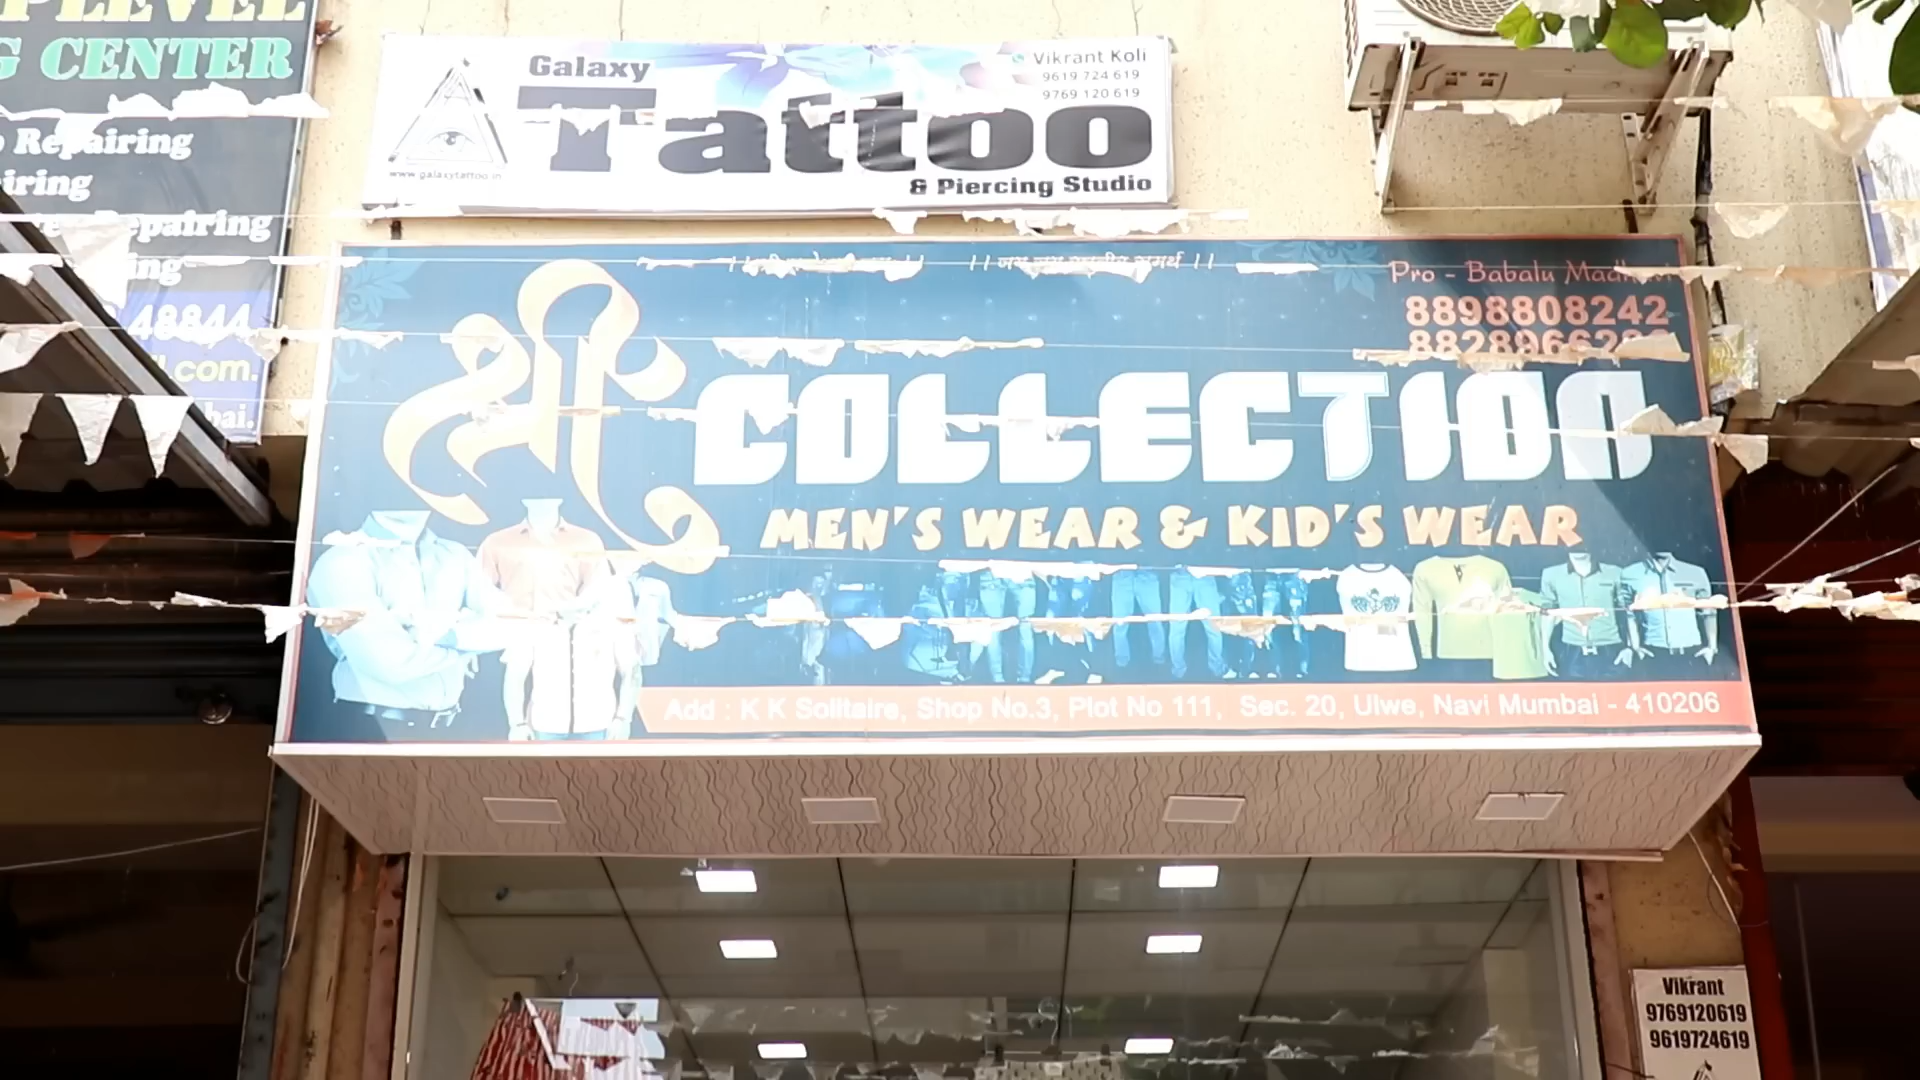 CENTER
Repairing
Repairing
48844
.com.
Galaxy
Tattoo
& Piercing Studio
www.galaxytattoo.in
Vikrant Koli
9619 724 619
9769 120 619
Pro - Babalu
8898808242
श्री COLLECTION
MEN'S WEAR & KID'S WEAR
Add : K K Solitaire, Shop No.3, Plot No 111, Sec. 20, Ulwe, Navi Mumbai - 410206
Vikrant
9769120619
9619724619